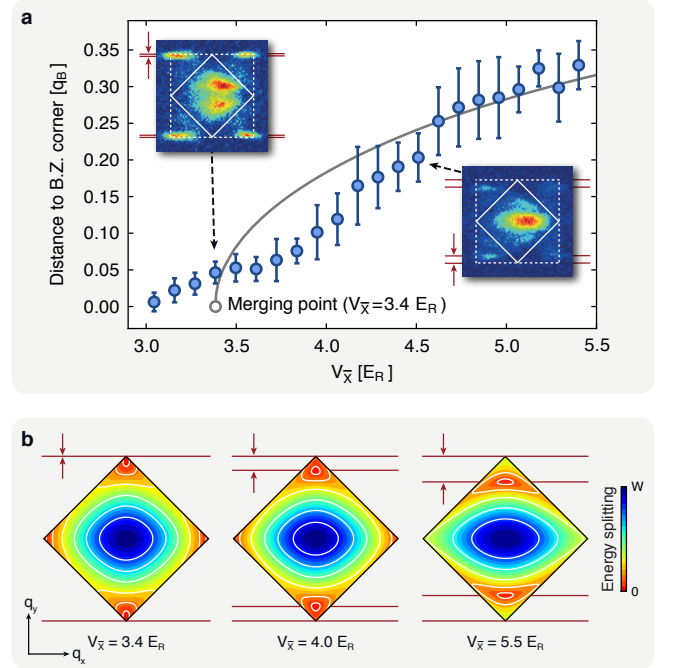 a
Distance to B.Z. corner [qB]
0.35
0.30
0.25
0.20
0.15
0.10
0.05
0.00
Merging point (VX̅=3.4 ER)
3.0 3.5 4.0 4.5 5.0 5.5
VX̅ [ER]
b
W
Energy splitting
0
qy
qx
VX̅ = 3.4 ER
VX̅ = 4.0 ER
VX̅ = 5.5 ER